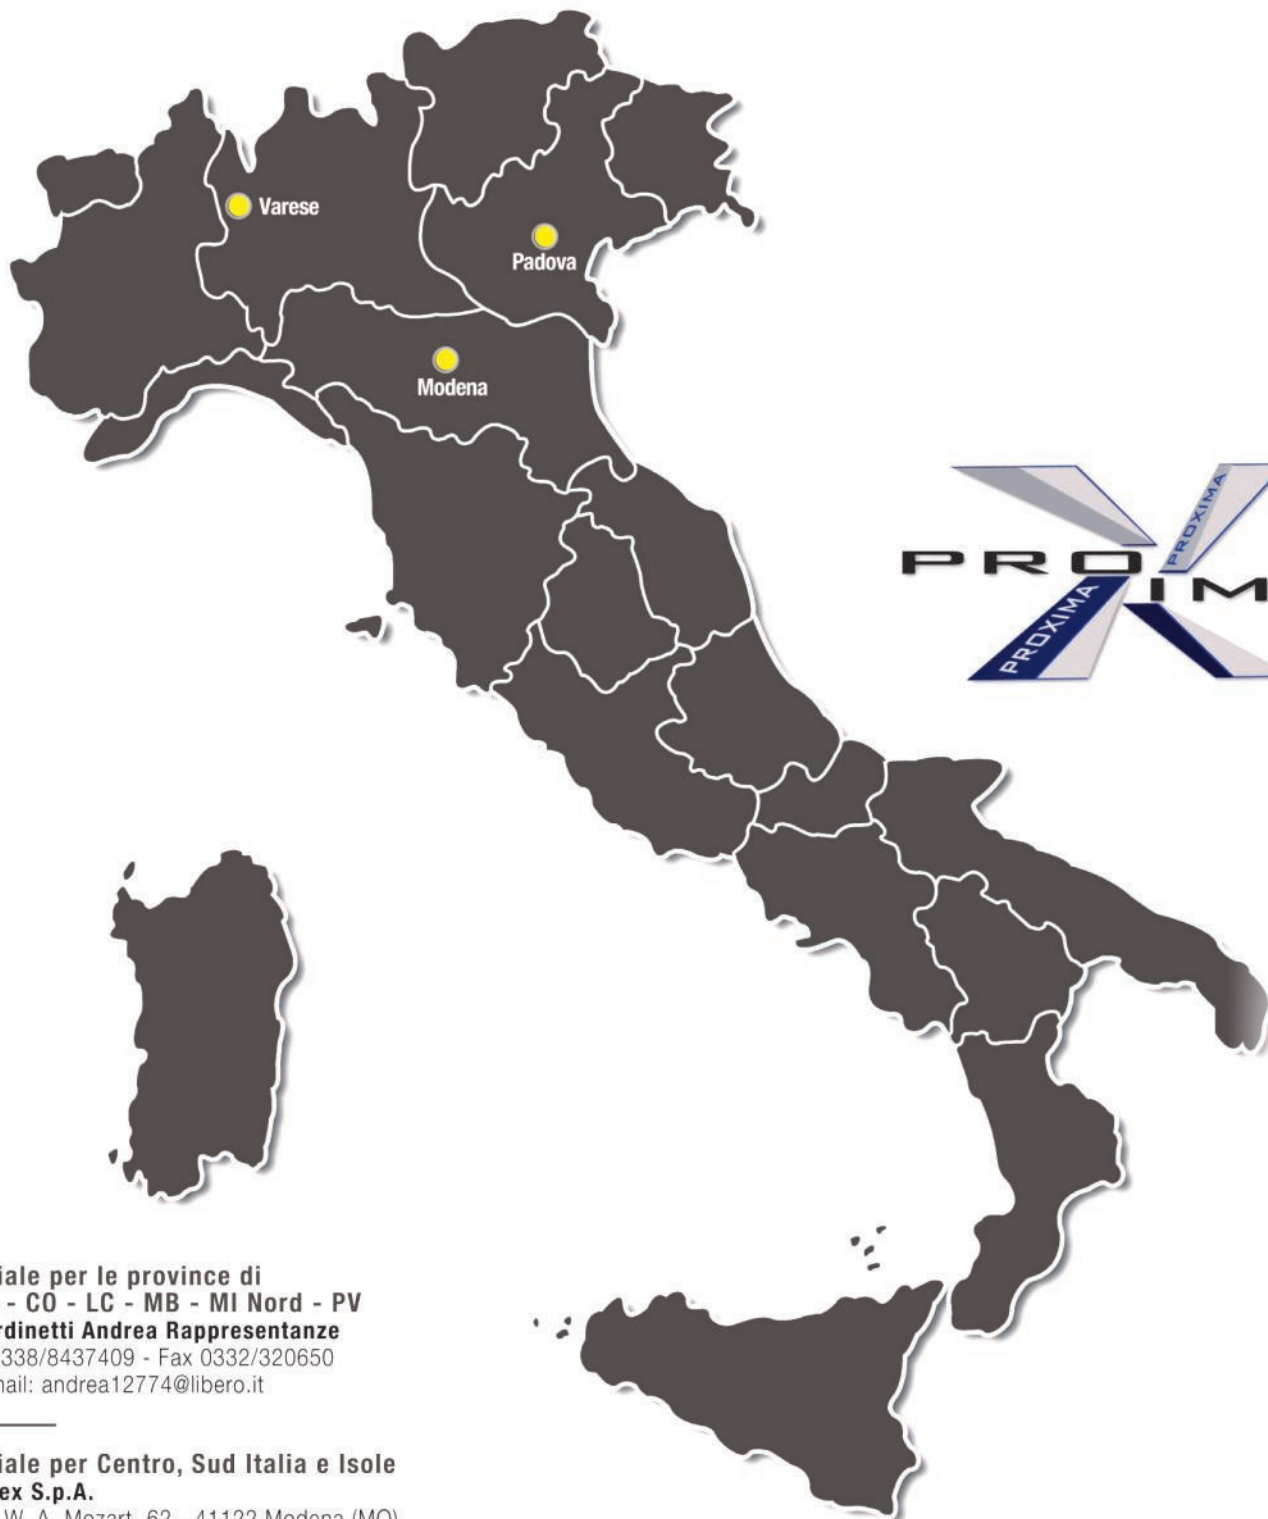 Varese
Padova
Modena
PROXIMA
PRO IM
PROXIMA
iale per le province di
- CO - LC - MB - MI Nord - PV
rdinetti Andrea Rappresentanze
338/8437409 - Fax 0332/320650
nail: andrea12774@libero.it
iale per Centro, Sud Italia e Isole
ex S.p.A.
W. A. Mozart, 62 - 41122 Modena (MO)